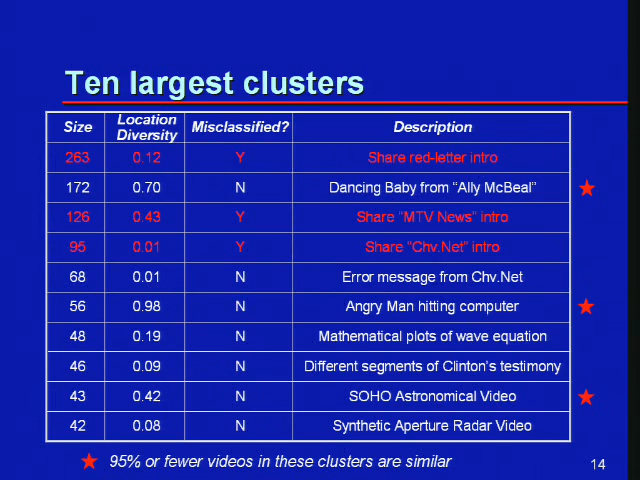 Ten largest clusters
Size Location Diversity Misclassified? Description
263 0.12 Y Share red-letter intro
172 0.70 N Dancing Baby from “Ally McBeal”
126 0.43 Y Share “MTV News” intro
95 0.01 Y Share “Chv.Net” intro
68 0.01 N Error message from Chv.Net
56 0.98 N Angry Man hitting computer
48 0.19 N Mathematical plots of wave equation
46 0.09 N Different segments of Clinton’s testimony
43 0.42 N SOHO Astronomical Video
42 0.08 N Synthetic Aperture Radar Video
95% or fewer videos in these clusters are similar
14